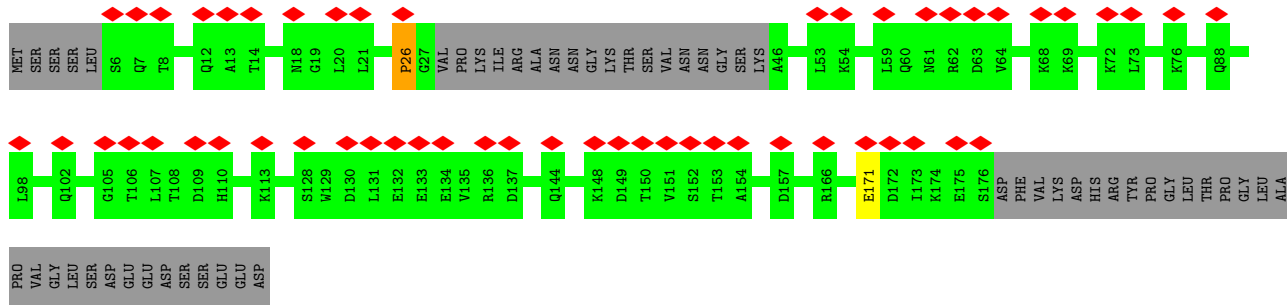 MET SER SER SER LEU S6 Q7 T8 Q12 A13 T14 N18 G19 L20 L21 P26 G27 VAL PRO LYS ILE ARG ALA ASN ASN GLY LYS THR SER VAL ASN ASN GLY SER LYS A46 L53 K54 L59 Q60 N61 R62 D63 V64 K68 K69 K72 L73 K76 Q88
L98 Q102 G105 T106 L107 T108 D109 H110 K113 S128 W129 D130 L131 E132 E133 E134 V135 R136 D137 Q144 K148 D149 T150 V151 S152 T153 A154 D157 R166 E171 D172 I173 K174 E175 S176 ASP PHE VAL LYS ASP HIS ARG TYR PRO GLY LEU THR PRO GLY LEU ALA
PRO VAL GLY LEU SER ASP GLU GLU ASP SER SER GLU GLU ASP